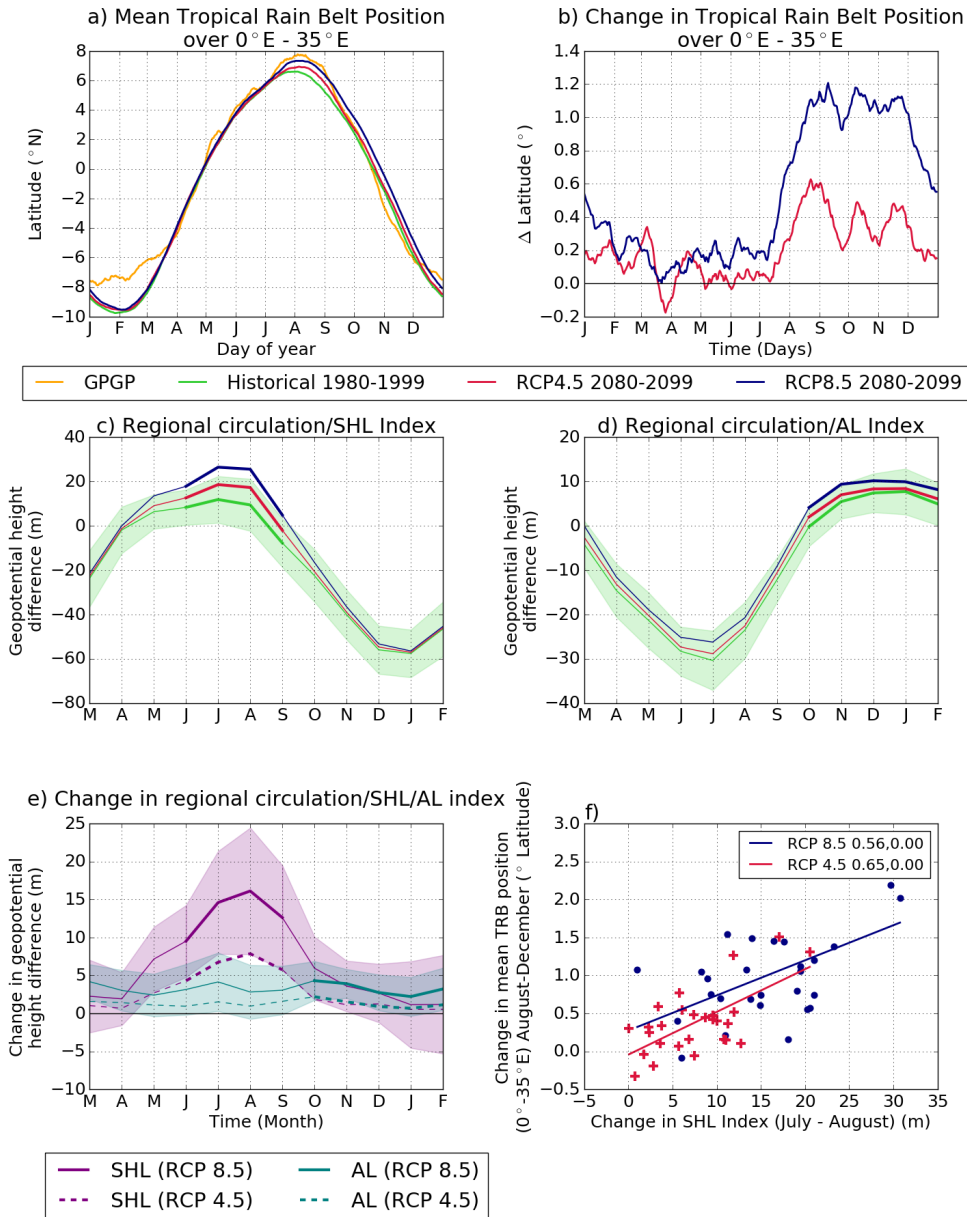 a) Mean Tropical Rain Belt Position
over 0°E - 35°E
8
6
4
2
0
−2
−4
−6
−8
−10
Latitude (°N)
J F M A M J J A S O N D
Day of year
b) Change in Tropical Rain Belt Position
over 0°E - 35°E
1.4
1.2
1.0
0.8
0.6
0.4
0.2
0.0
−0.2
Δ Latitude (°)
J F M A M J J A S O N D
Time (Days)
GPGP Historical 1980-1999 RCP4.5 2080-2099 RCP8.5 2080-2099
c) Regional circulation/SHL Index
40
20
0
−20
−40
−60
−80
Geopotential height
difference (m)
M A M J J A S O N D J F
d) Regional circulation/AL Index
20
10
0
−10
−20
−30
−40
Geopotential height
difference (m)
M A M J J A S O N D J F
e) Change in regional circulation/SHL/AL index
25
20
15
10
5
0
−5
−10
Change in geopotential
height difference (m)
M A M J J A S O N D J F
Time (Month)
SHL (RCP 8.5) AL (RCP 8.5)
SHL (RCP 4.5) AL (RCP 4.5)
f)
3.0
2.5
2.0
1.5
1.0
0.5
0.0
−0.5
Change in mean TRB position
(0°-35°E) August-December (° Latitude)
RCP 8.5 0.56,0.00
RCP 4.5 0.65,0.00
−5 0 5 10 15 20 25 30 35
Change in SHL Index (July - August) (m)